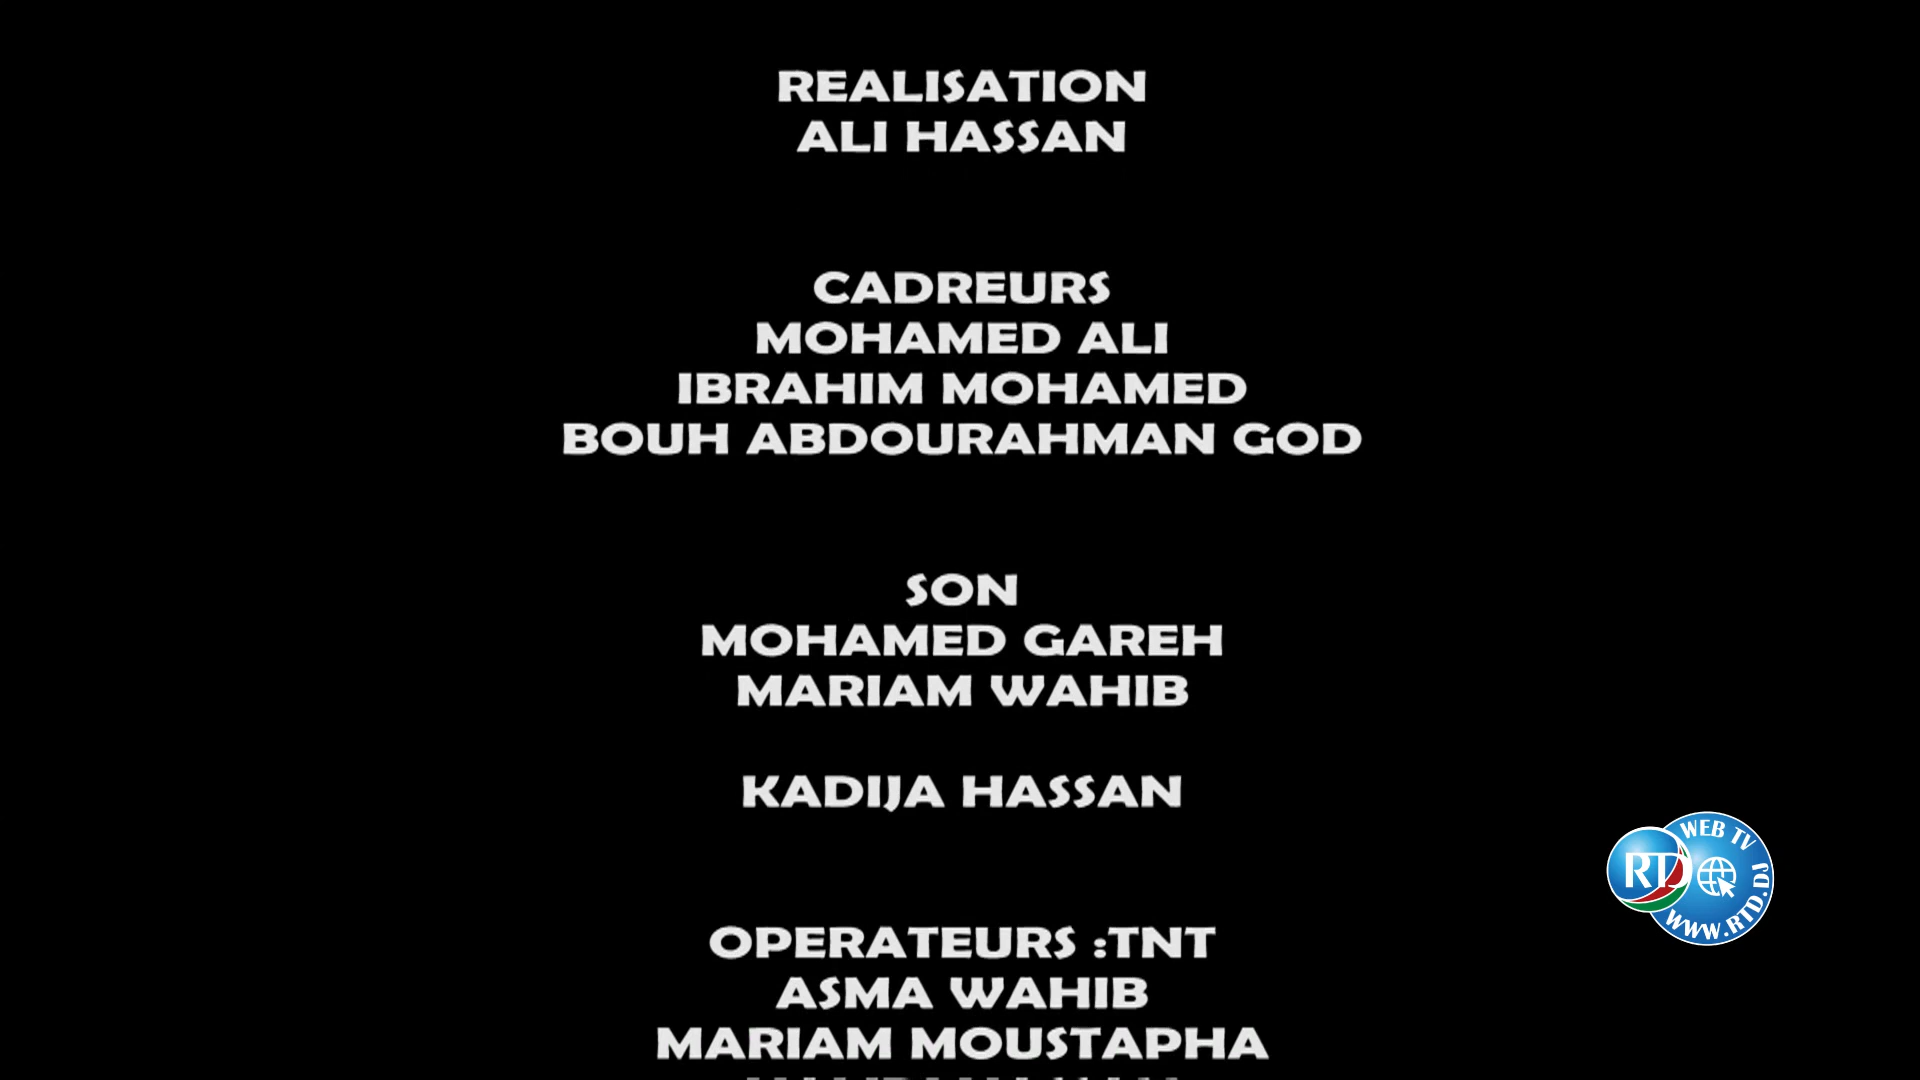 REALISATION
ALI HASSAN
CADREURS
MOHAMED ALI
IBRAHIM MOHAMED
BOUH ABDOURAHMAN GOD
SON
MOHAMED GAREH
MARIAM WAHIB
KADIJA HASSAN
OPERATEURS :TNT
ASMA WAHIB
MARIAM MOUSTAPHA
WEB TV
RTD
WWW.RTD.DJ